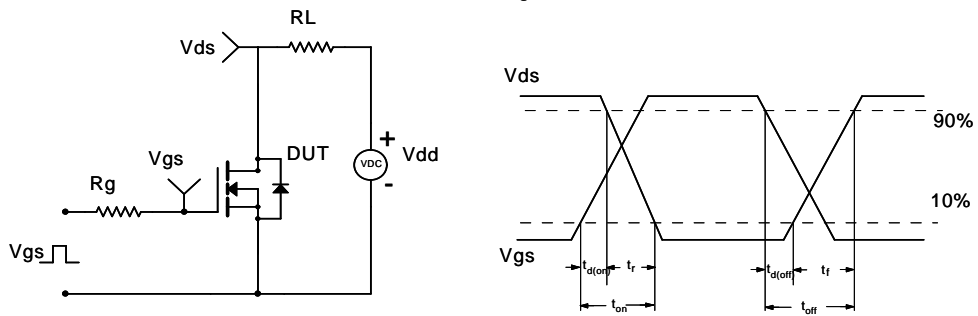 RL
Vds
Vgs
DUT
Rg
VDC
+
-
Vdd
Vgs
Vds
90%
10%
Vgs
td(on)
tr
ton
td(off)
tf
toff